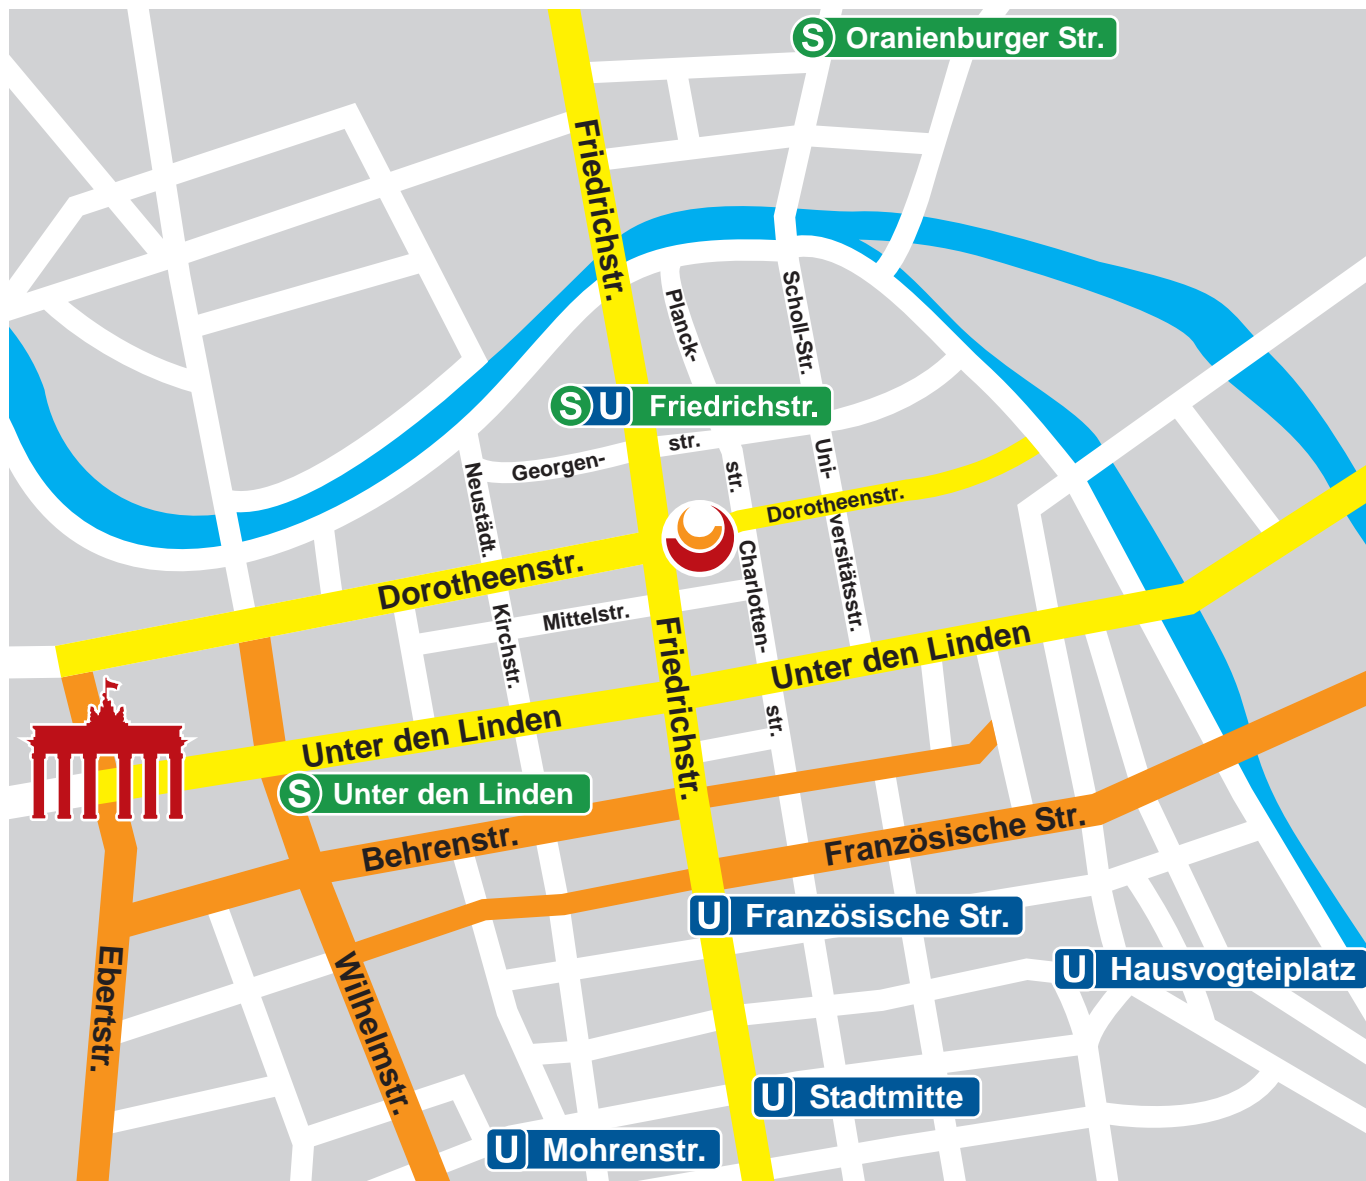 S Oranienburger Str.
Friedrichstr.
Planck-
Scholl-Str.
S U Friedrichstr.
str.
Georgen-
Uni-
str.
Neustädt.
Dorotheenstr.
versitätsstr.
Charlotten-
Dorotheenstr.
Kirchstr.
Mittelstr.
Friedrichstr.
Unter den Linden
Unter den Linden
str.
S Unter den Linden
Behrenstr.
Französische Str.
U Französische Str.
Ebertstr.
Wilhelmstr.
U Hausvogteiplatz
U Stadtmitte
U Mohrenstr.